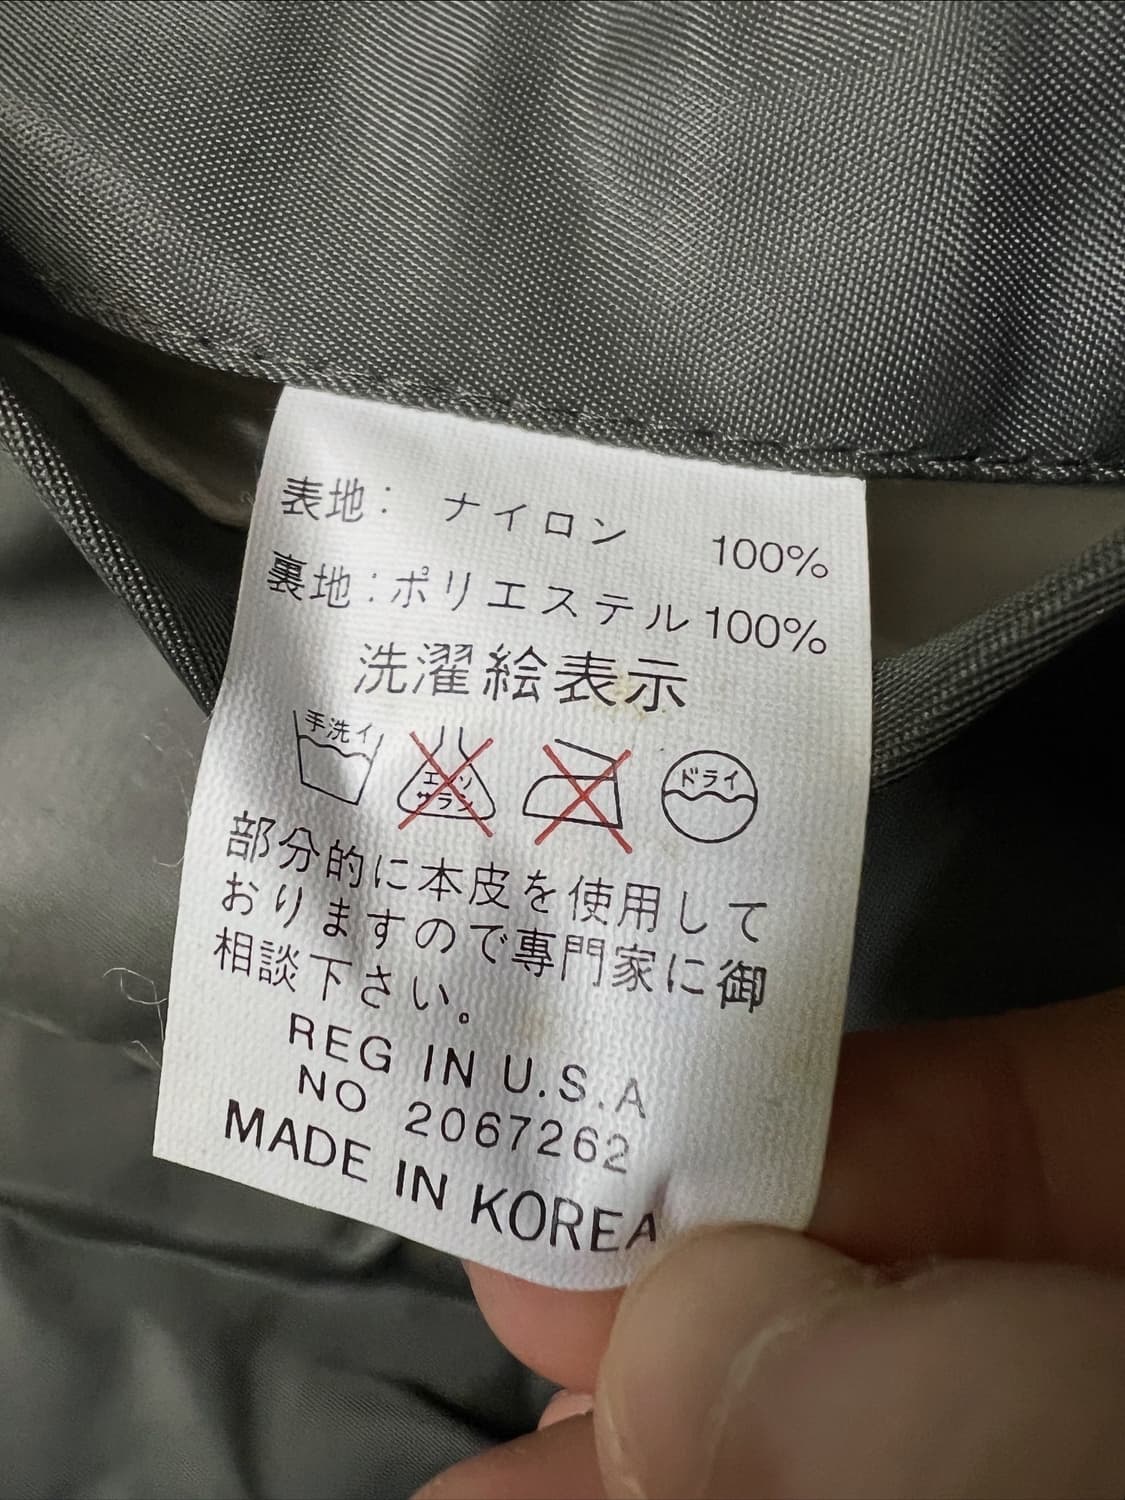 表地： ナイロン 100%
裏地：ポリエステル100%
洗濯絵表示
手洗イ
エンソ
サラシ
ドライ
部分的に本皮を使用して
おりますので専門家に御
相談下さい。
REG IN U.S.A
NO 2067262
MADE IN KOREA